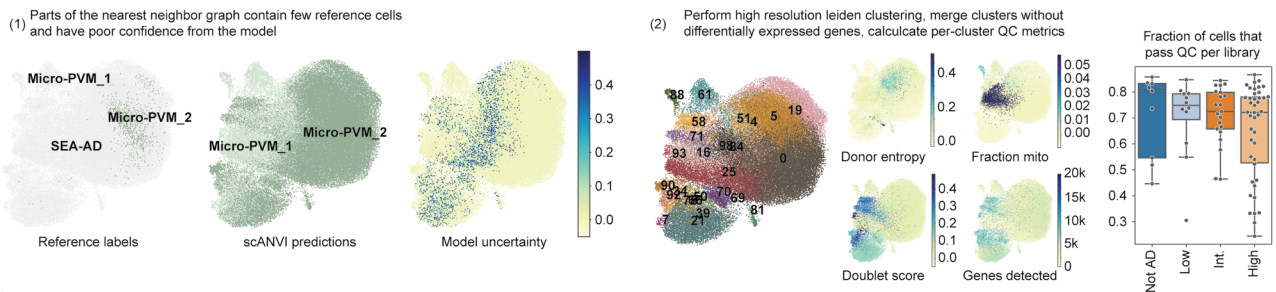 (1) Parts of the nearest neighbor graph contain few reference cells
and have poor confidence from the model
Micro-PVM_1
Micro-PVM_2
SEA-AD
Reference labels
Micro-PVM_2
Micro-PVM_1
scANVI predictions
Model uncertainty
0.4
0.3
0.2
0.1
0.0
(2) Perform high resolution leiden clustering, merge clusters without
differentially expressed genes, calculcate per-cluster QC metrics
88
61
19
5
51
4
58
71
98
84
93
16
0
25
90
70
69
81
7
21
39
0.4
0.2
0.0
Donor entropy
0.05
0.04
0.03
0.02
0.01
0.00
Fraction mito
0.4
0.3
0.2
0.1
0.0
Doublet score
20k
15k
10k
5k
0
Genes detected
Fraction of cells that
pass QC per library
0.8
0.7
0.6
0.5
0.4
0.3
Not AD
Low
Int.
High